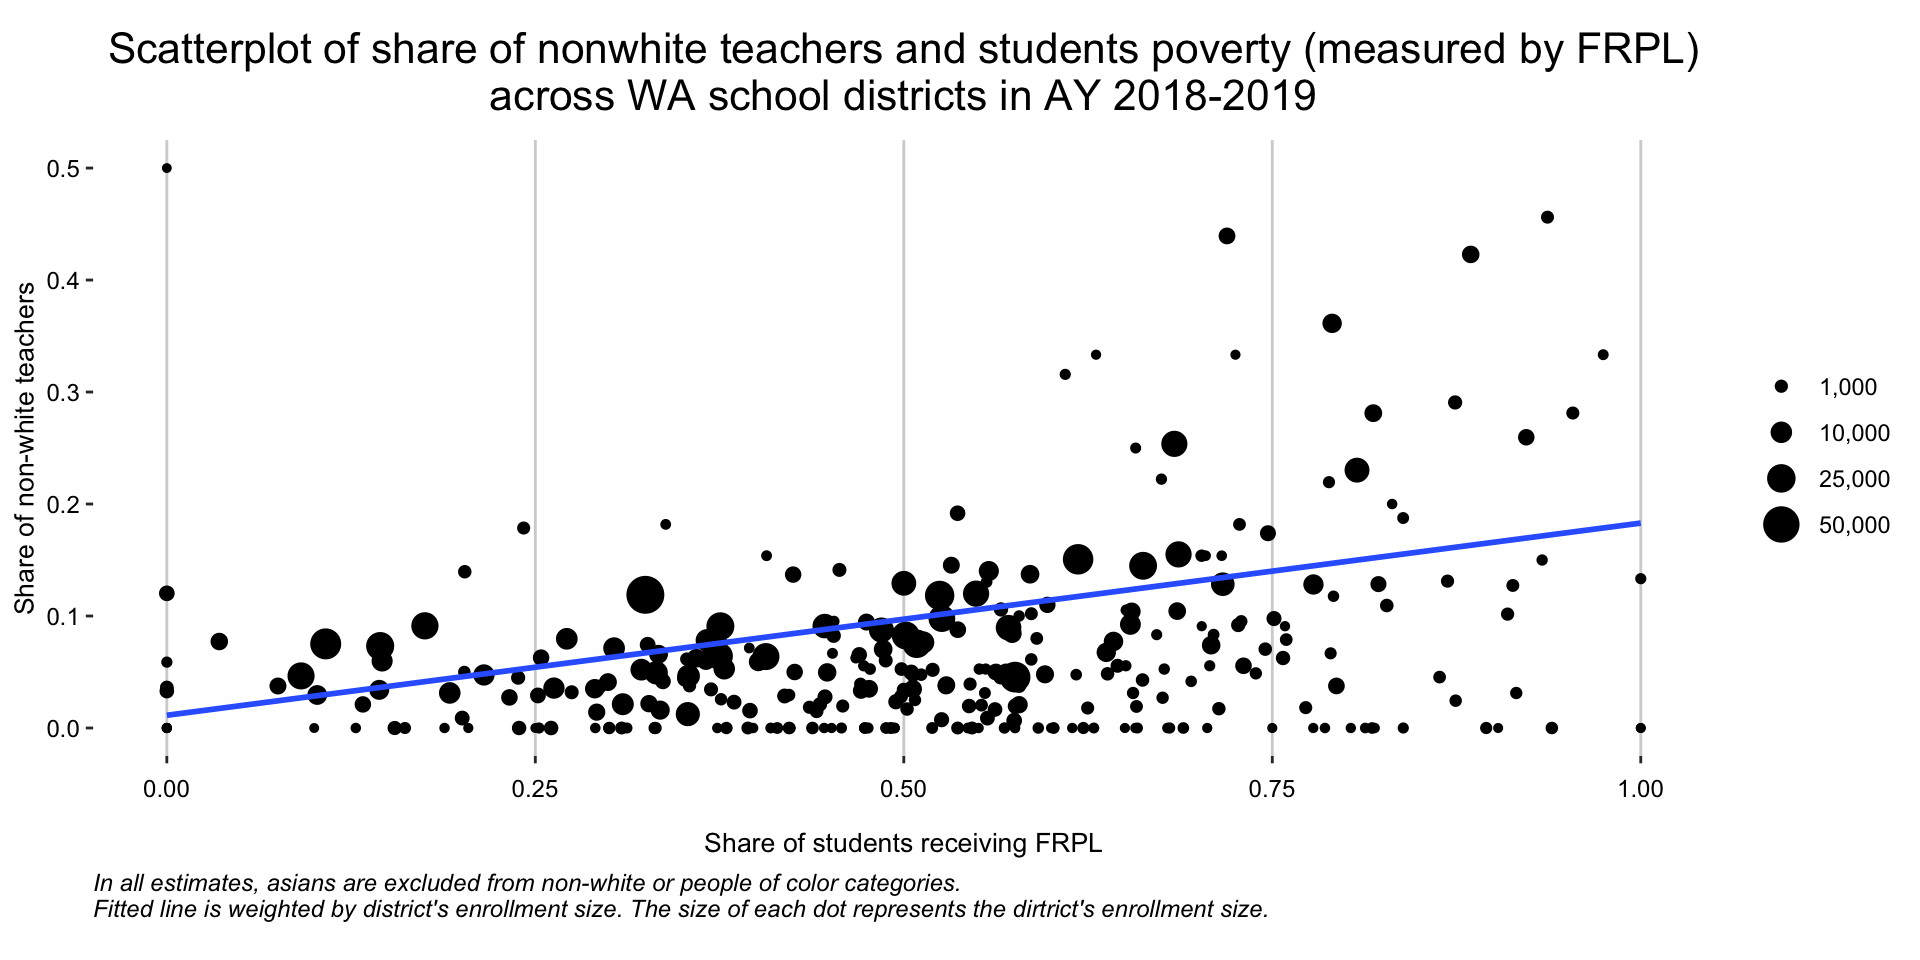 Scatterplot of share of nonwhite teachers and students poverty (measured by FRPL)
across WA school districts in AY 2018-2019
Share of non-white teachers
0.5
0.4
0.3
0.2
0.1
0.0
0.00
0.25
0.50
0.75
1.00
Share of students receiving FRPL
1,000
10,000
25,000
50,000
In all estimates, asians are excluded from non-white or people of color categories.
Fitted line is weighted by district's enrollment size. The size of each dot represents the dirtrict's enrollment size.